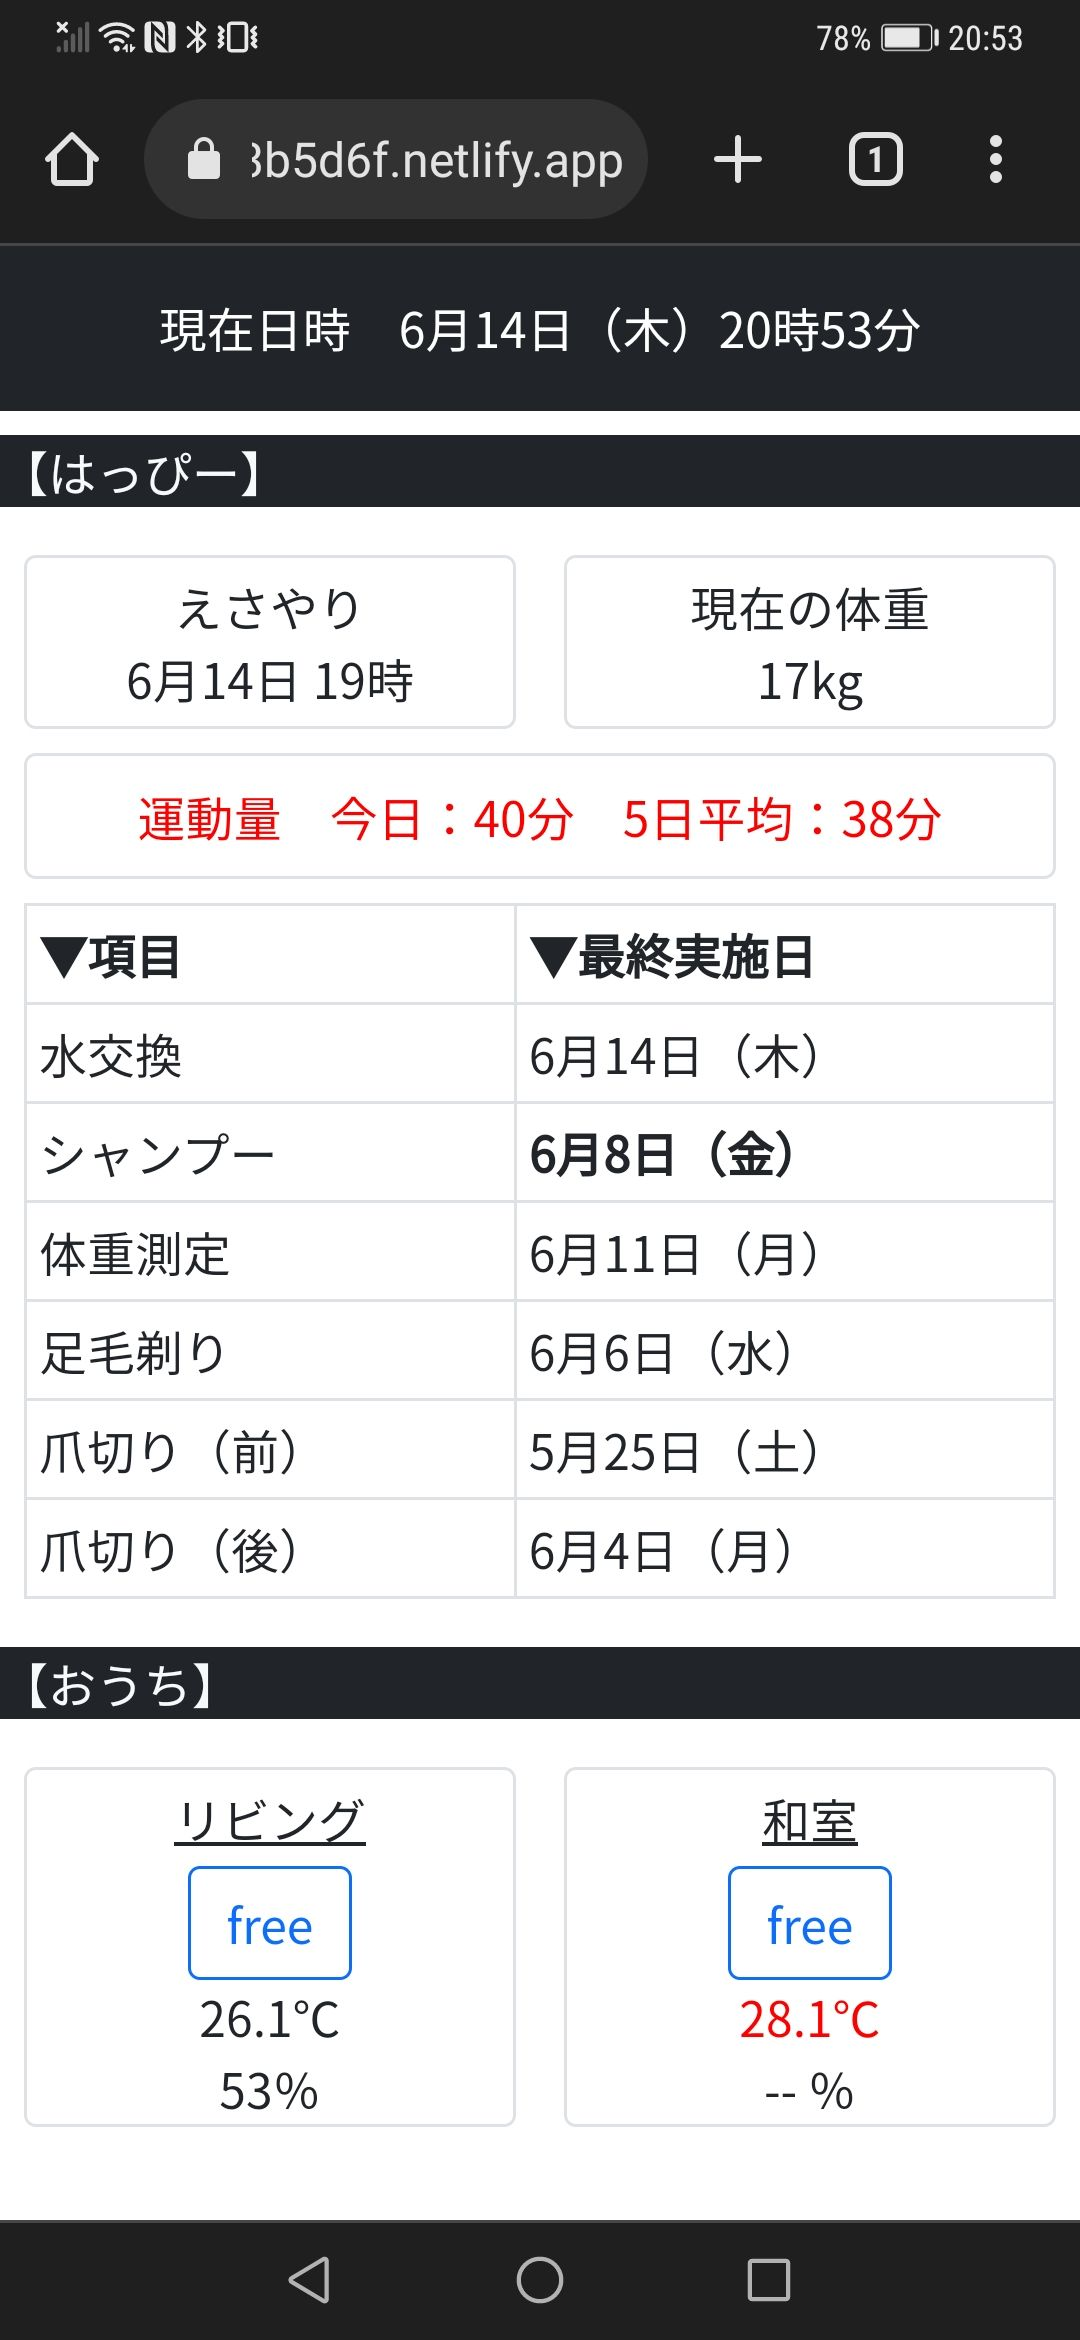 78% 20:53
3b5d6f.netlify.app
1
現在日時　6月14日（木）20時53分
【はっぴー】
えさやり
6月14日 19時
現在の体重
17kg
運動量　今日：40分　5日平均：38分
▼項目 ▼最終実施日
水交換 6月14日（木）
シャンプー 6月8日（金）
体重測定 6月11日（月）
足毛剃り 6月6日（水）
爪切り（前） 5月25日（土）
爪切り（後） 6月4日（月）
【おうち】
リビング
free
26.1℃
53%
和室
free
28.1℃
-- %